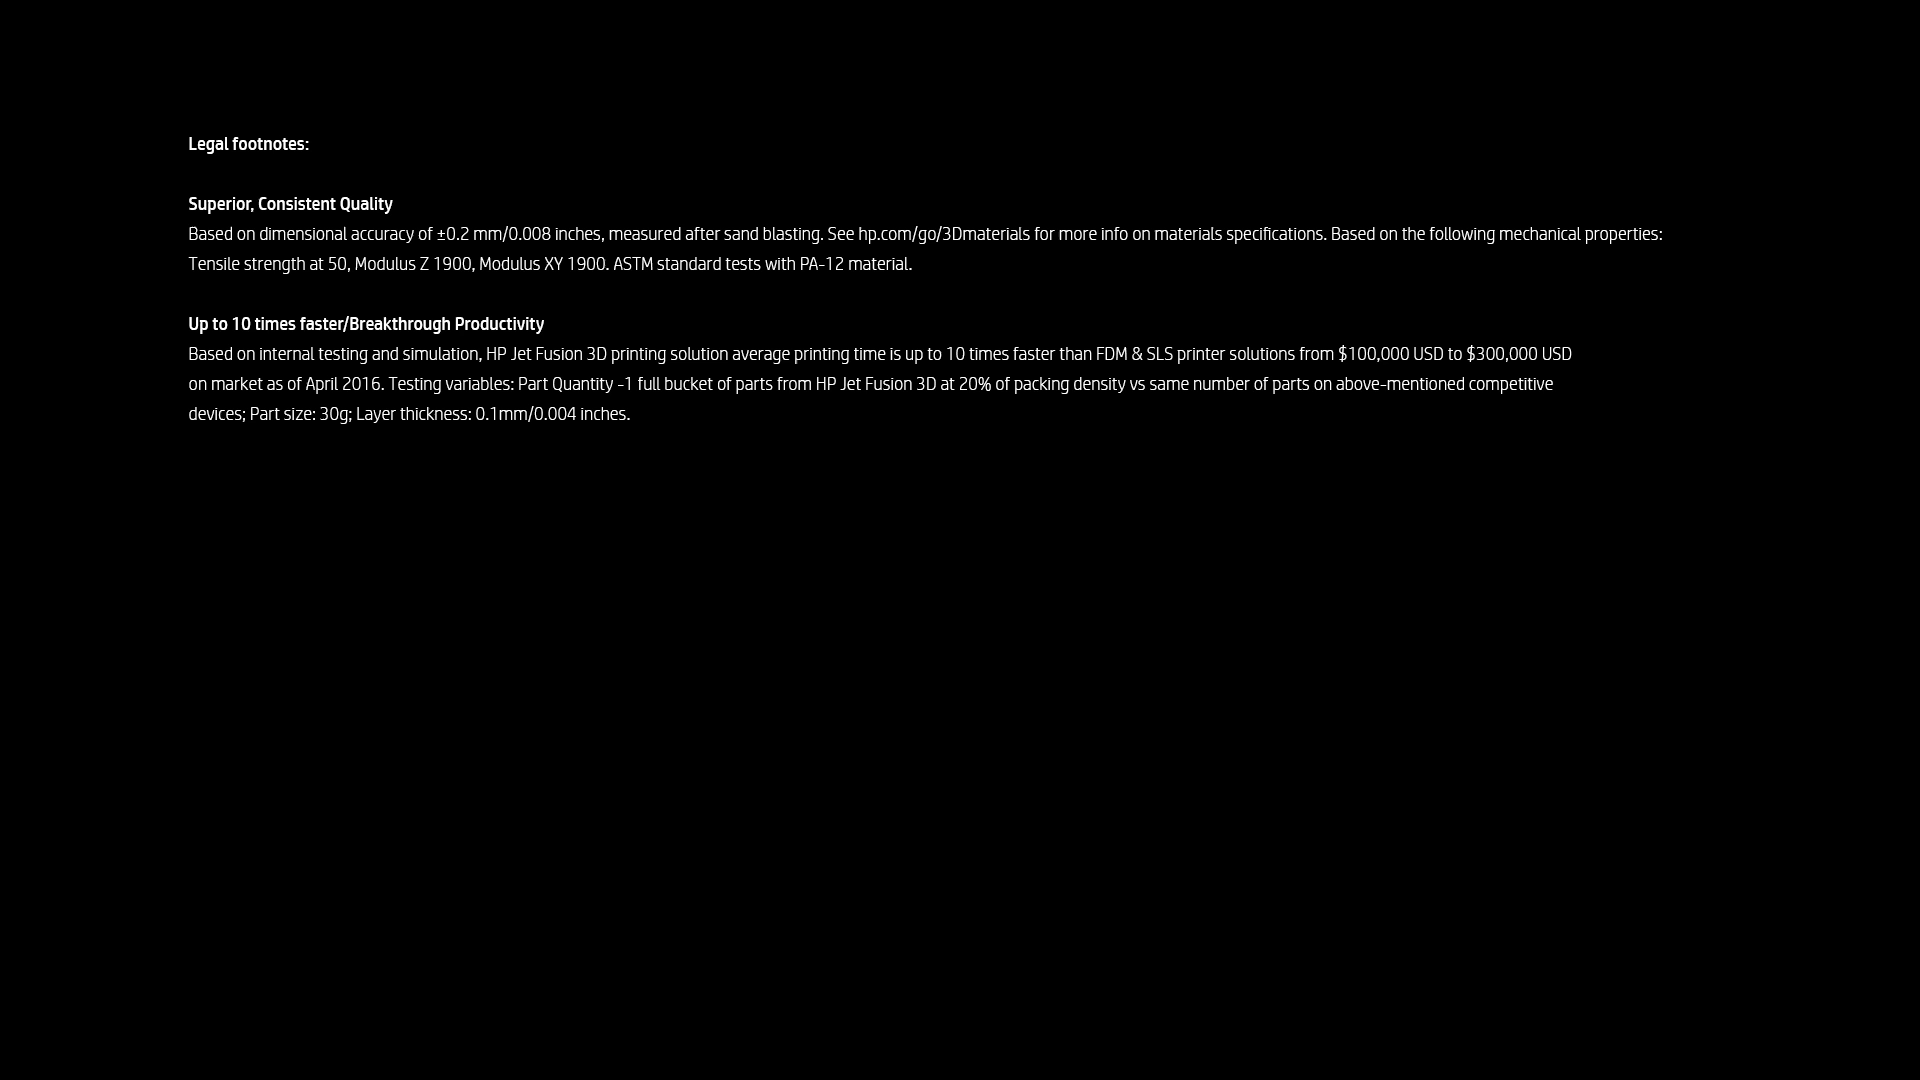 Legal footnotes:
Superior, Consistent Quality
Based on dimensional accuracy of ±0.2 mm/0.008 inches, measured after sand blasting. See hp.com/go/3Dmaterials for more info on materials specifications. Based on the following mechanical properties:
Tensile strength at 50, Modulus Z 1900, Modulus XY 1900. ASTM standard tests with PA-12 material.
Up to 10 times faster/Breakthrough Productivity
Based on internal testing and simulation, HP Jet Fusion 3D printing solution average printing time is up to 10 times faster than FDM & SLS printer solutions from $100,000 USD to $300,000 USD
on market as of April 2016. Testing variables: Part Quantity -1 full bucket of parts from HP Jet Fusion 3D at 20% of packing density vs same number of parts on above-mentioned competitive
devices; Part size: 30g; Layer thickness: 0.1mm/0.004 inches.